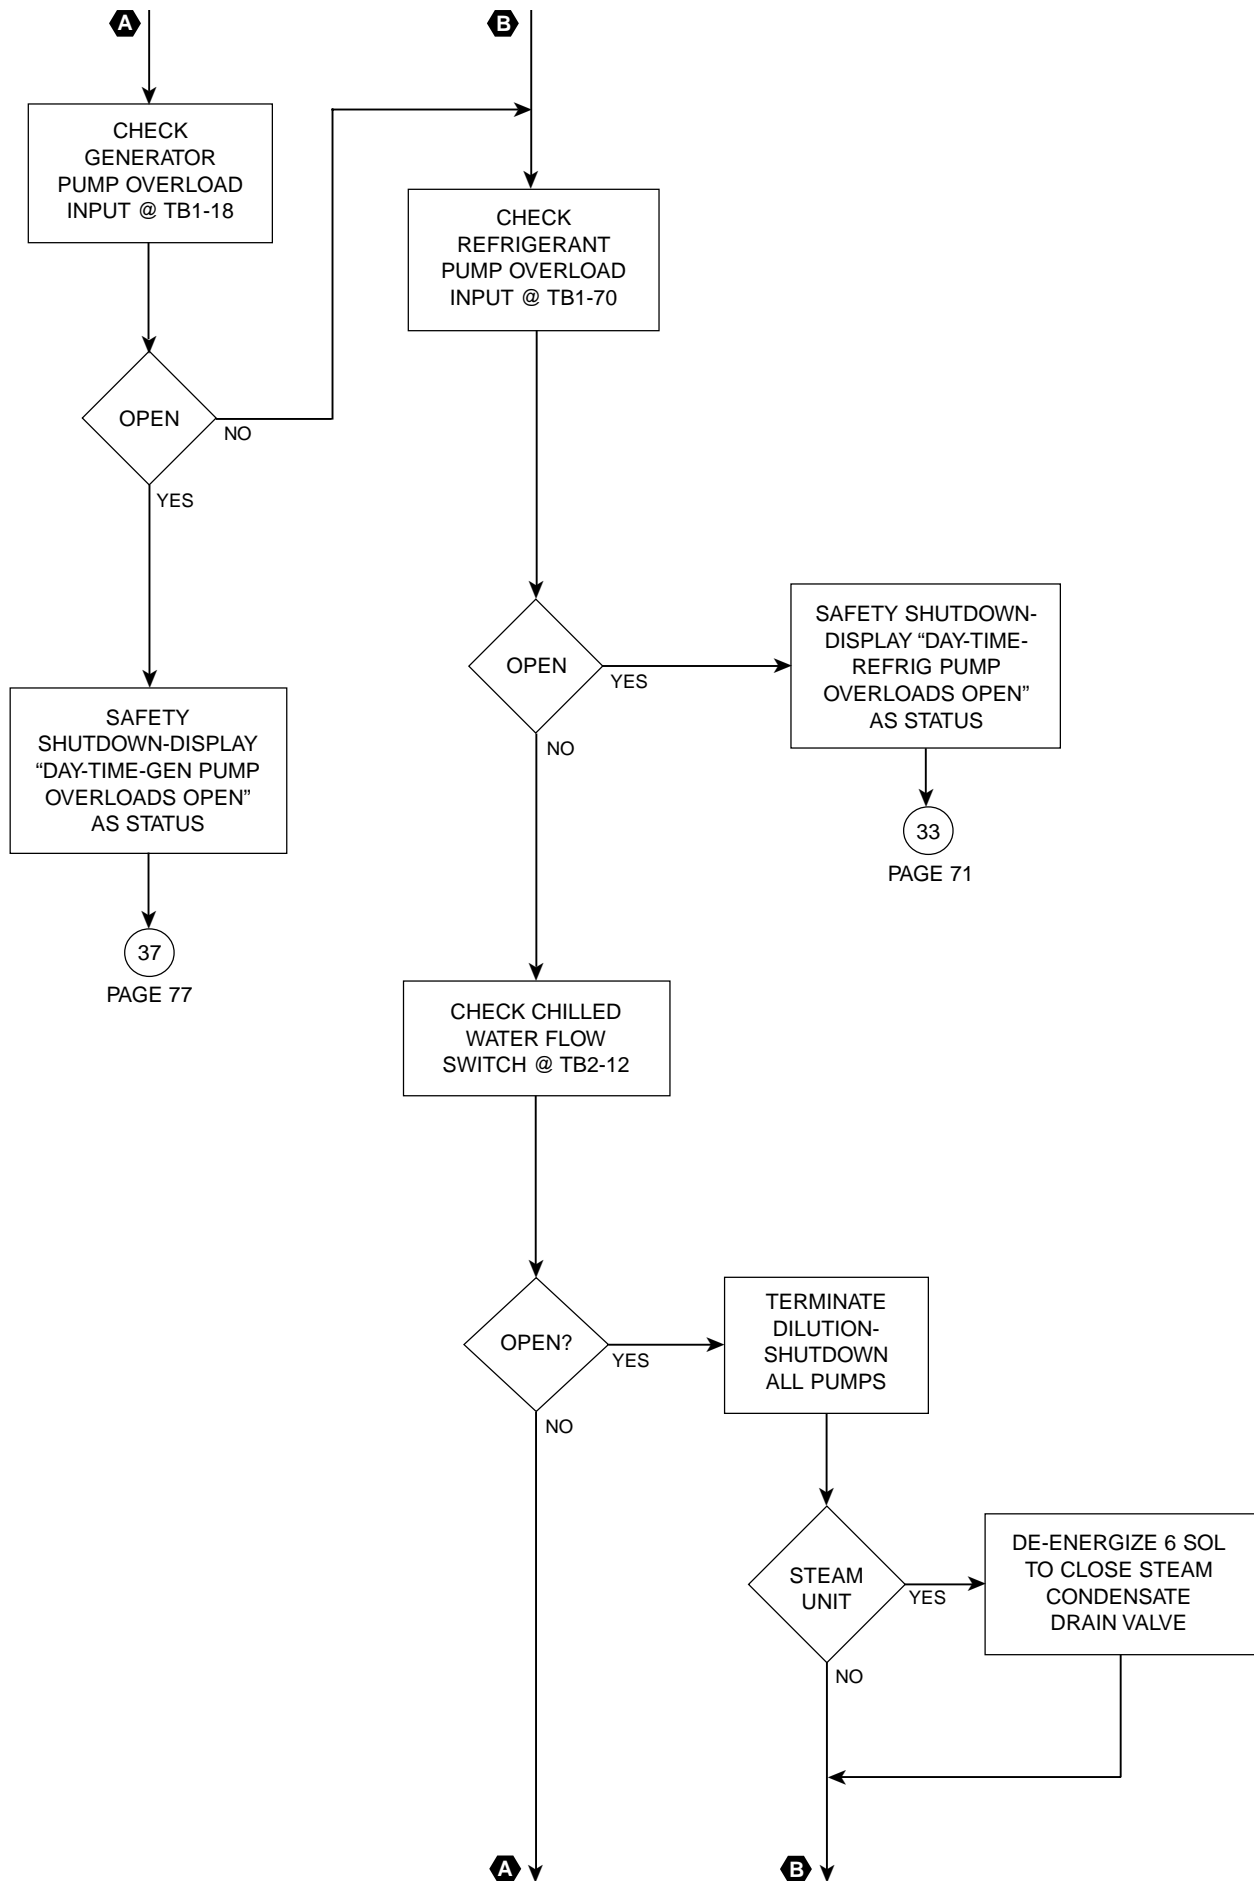 A
B
CHECK
GENERATOR
PUMP OVERLOAD
INPUT @ TB1-18
CHECK
REFRIGERANT
PUMP OVERLOAD
INPUT @ TB1-70
OPEN
NO
YES
SAFETY SHUTDOWN-
DISPLAY “DAY-TIME-
REFRIG PUMP
OVERLOADS OPEN”
AS STATUS
OPEN
YES
NO
SAFETY
SHUTDOWN-DISPLAY
“DAY-TIME-GEN PUMP
OVERLOADS OPEN”
AS STATUS
33
PAGE 71
37
PAGE 77
CHECK CHILLED
WATER FLOW
SWITCH @ TB2-12
OPEN?
YES
NO
TERMINATE
DILUTION-
SHUTDOWN
ALL PUMPS
STEAM
UNIT
YES
NO
DE-ENERGIZE 6 SOL
TO CLOSE STEAM
CONDENSATE
DRAIN VALVE
A
B